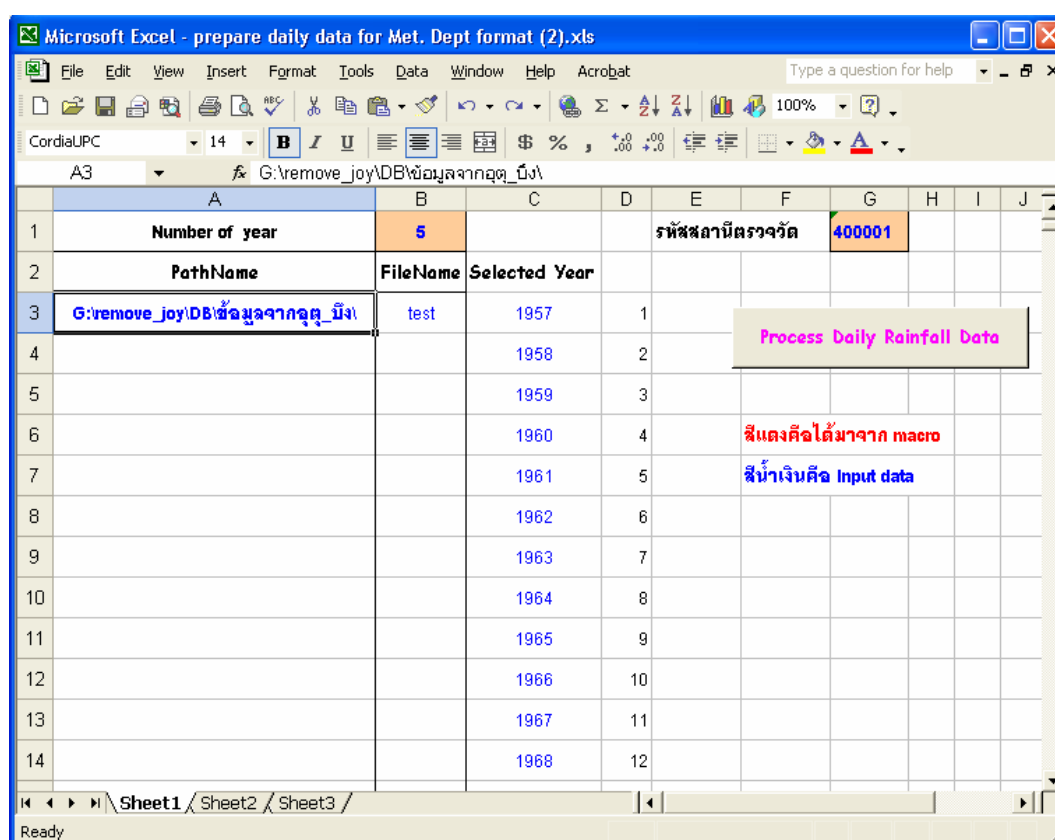 Microsoft Excel - prepare daily data for Met. Dept format (2).xls
File Edit View Insert Format Tools Data Window Help Acrobat Type a question for help
100%
CordiaUPC 14 B I U $ % ,
A3 fx G:\remove_joy\DB\ข้อมูลจากอุตุ_บึง\
A B C D E F G H I J
1 Number of year 5 รหัสสถานีตรวจวัด 400001
2 PathName FileName Selected Year
3 G:\remove_joy\DB\ข้อมูลจากอุตุ_บึง\ test 1957 1
Process Daily Rainfall Data
4 1958 2
5 1959 3
6 1960 4 สีแดงคือได้มาจาก macro
7 1961 5 สีน้ำเงินคือ Input data
8 1962 6
9 1963 7
10 1964 8
11 1965 9
12 1966 10
13 1967 11
14 1968 12
Sheet1 Sheet2 Sheet3
Ready